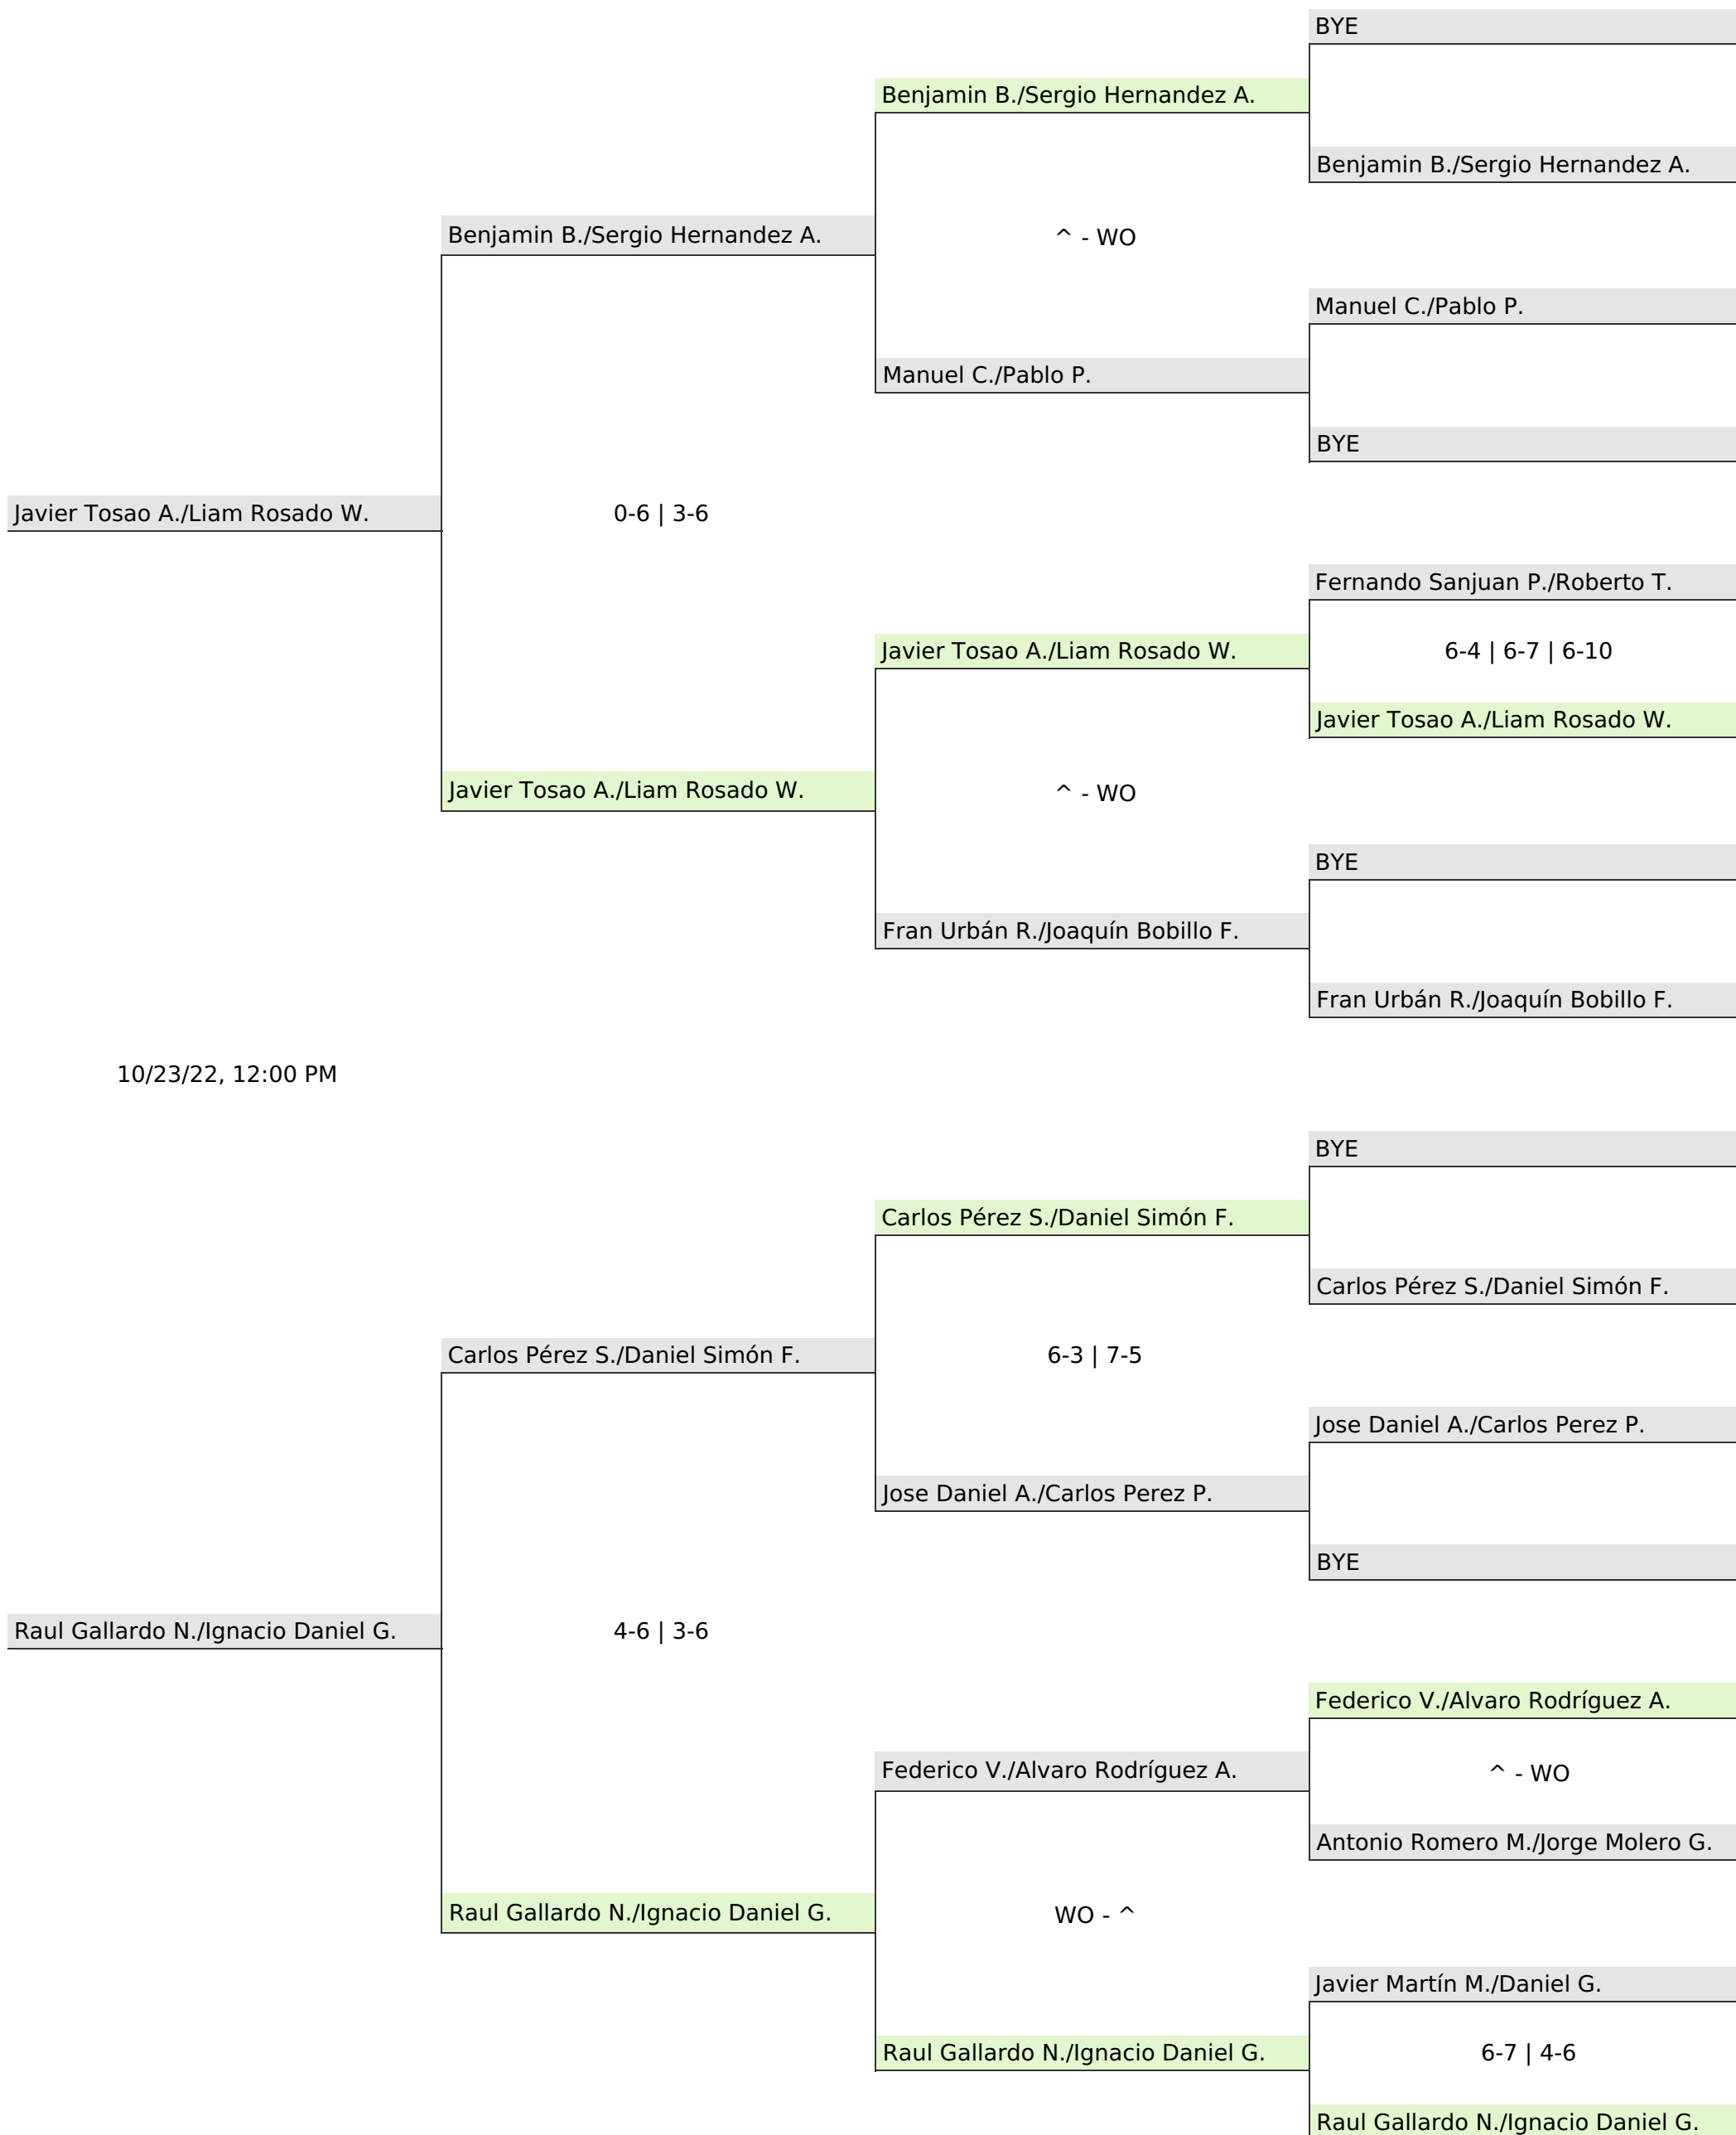 BYE
Benjamin B./Sergio Hernandez A.
Benjamin B./Sergio Hernandez A.
Benjamin B./Sergio Hernandez A.
^ - WO
Manuel C./Pablo P.
Manuel C./Pablo P.
BYE
Javier Tosao A./Liam Rosado W.
0-6 | 3-6
Fernando Sanjuan P./Roberto T.
Javier Tosao A./Liam Rosado W.
6-4 | 6-7 | 6-10
Javier Tosao A./Liam Rosado W.
Javier Tosao A./Liam Rosado W.
^ - WO
BYE
Fran Urbán R./Joaquín Bobillo F.
Fran Urbán R./Joaquín Bobillo F.
10/23/22, 12:00 PM
BYE
Carlos Pérez S./Daniel Simón F.
Carlos Pérez S./Daniel Simón F.
Carlos Pérez S./Daniel Simón F.
6-3 | 7-5
Jose Daniel A./Carlos Perez P.
Jose Daniel A./Carlos Perez P.
BYE
Raul Gallardo N./Ignacio Daniel G.
4-6 | 3-6
Federico V./Alvaro Rodríguez A.
Federico V./Alvaro Rodríguez A.
^ - WO
Antonio Romero M./Jorge Molero G.
Raul Gallardo N./Ignacio Daniel G.
WO - ^
Javier Martín M./Daniel G.
Raul Gallardo N./Ignacio Daniel G.
6-7 | 4-6
Raul Gallardo N./Ignacio Daniel G.